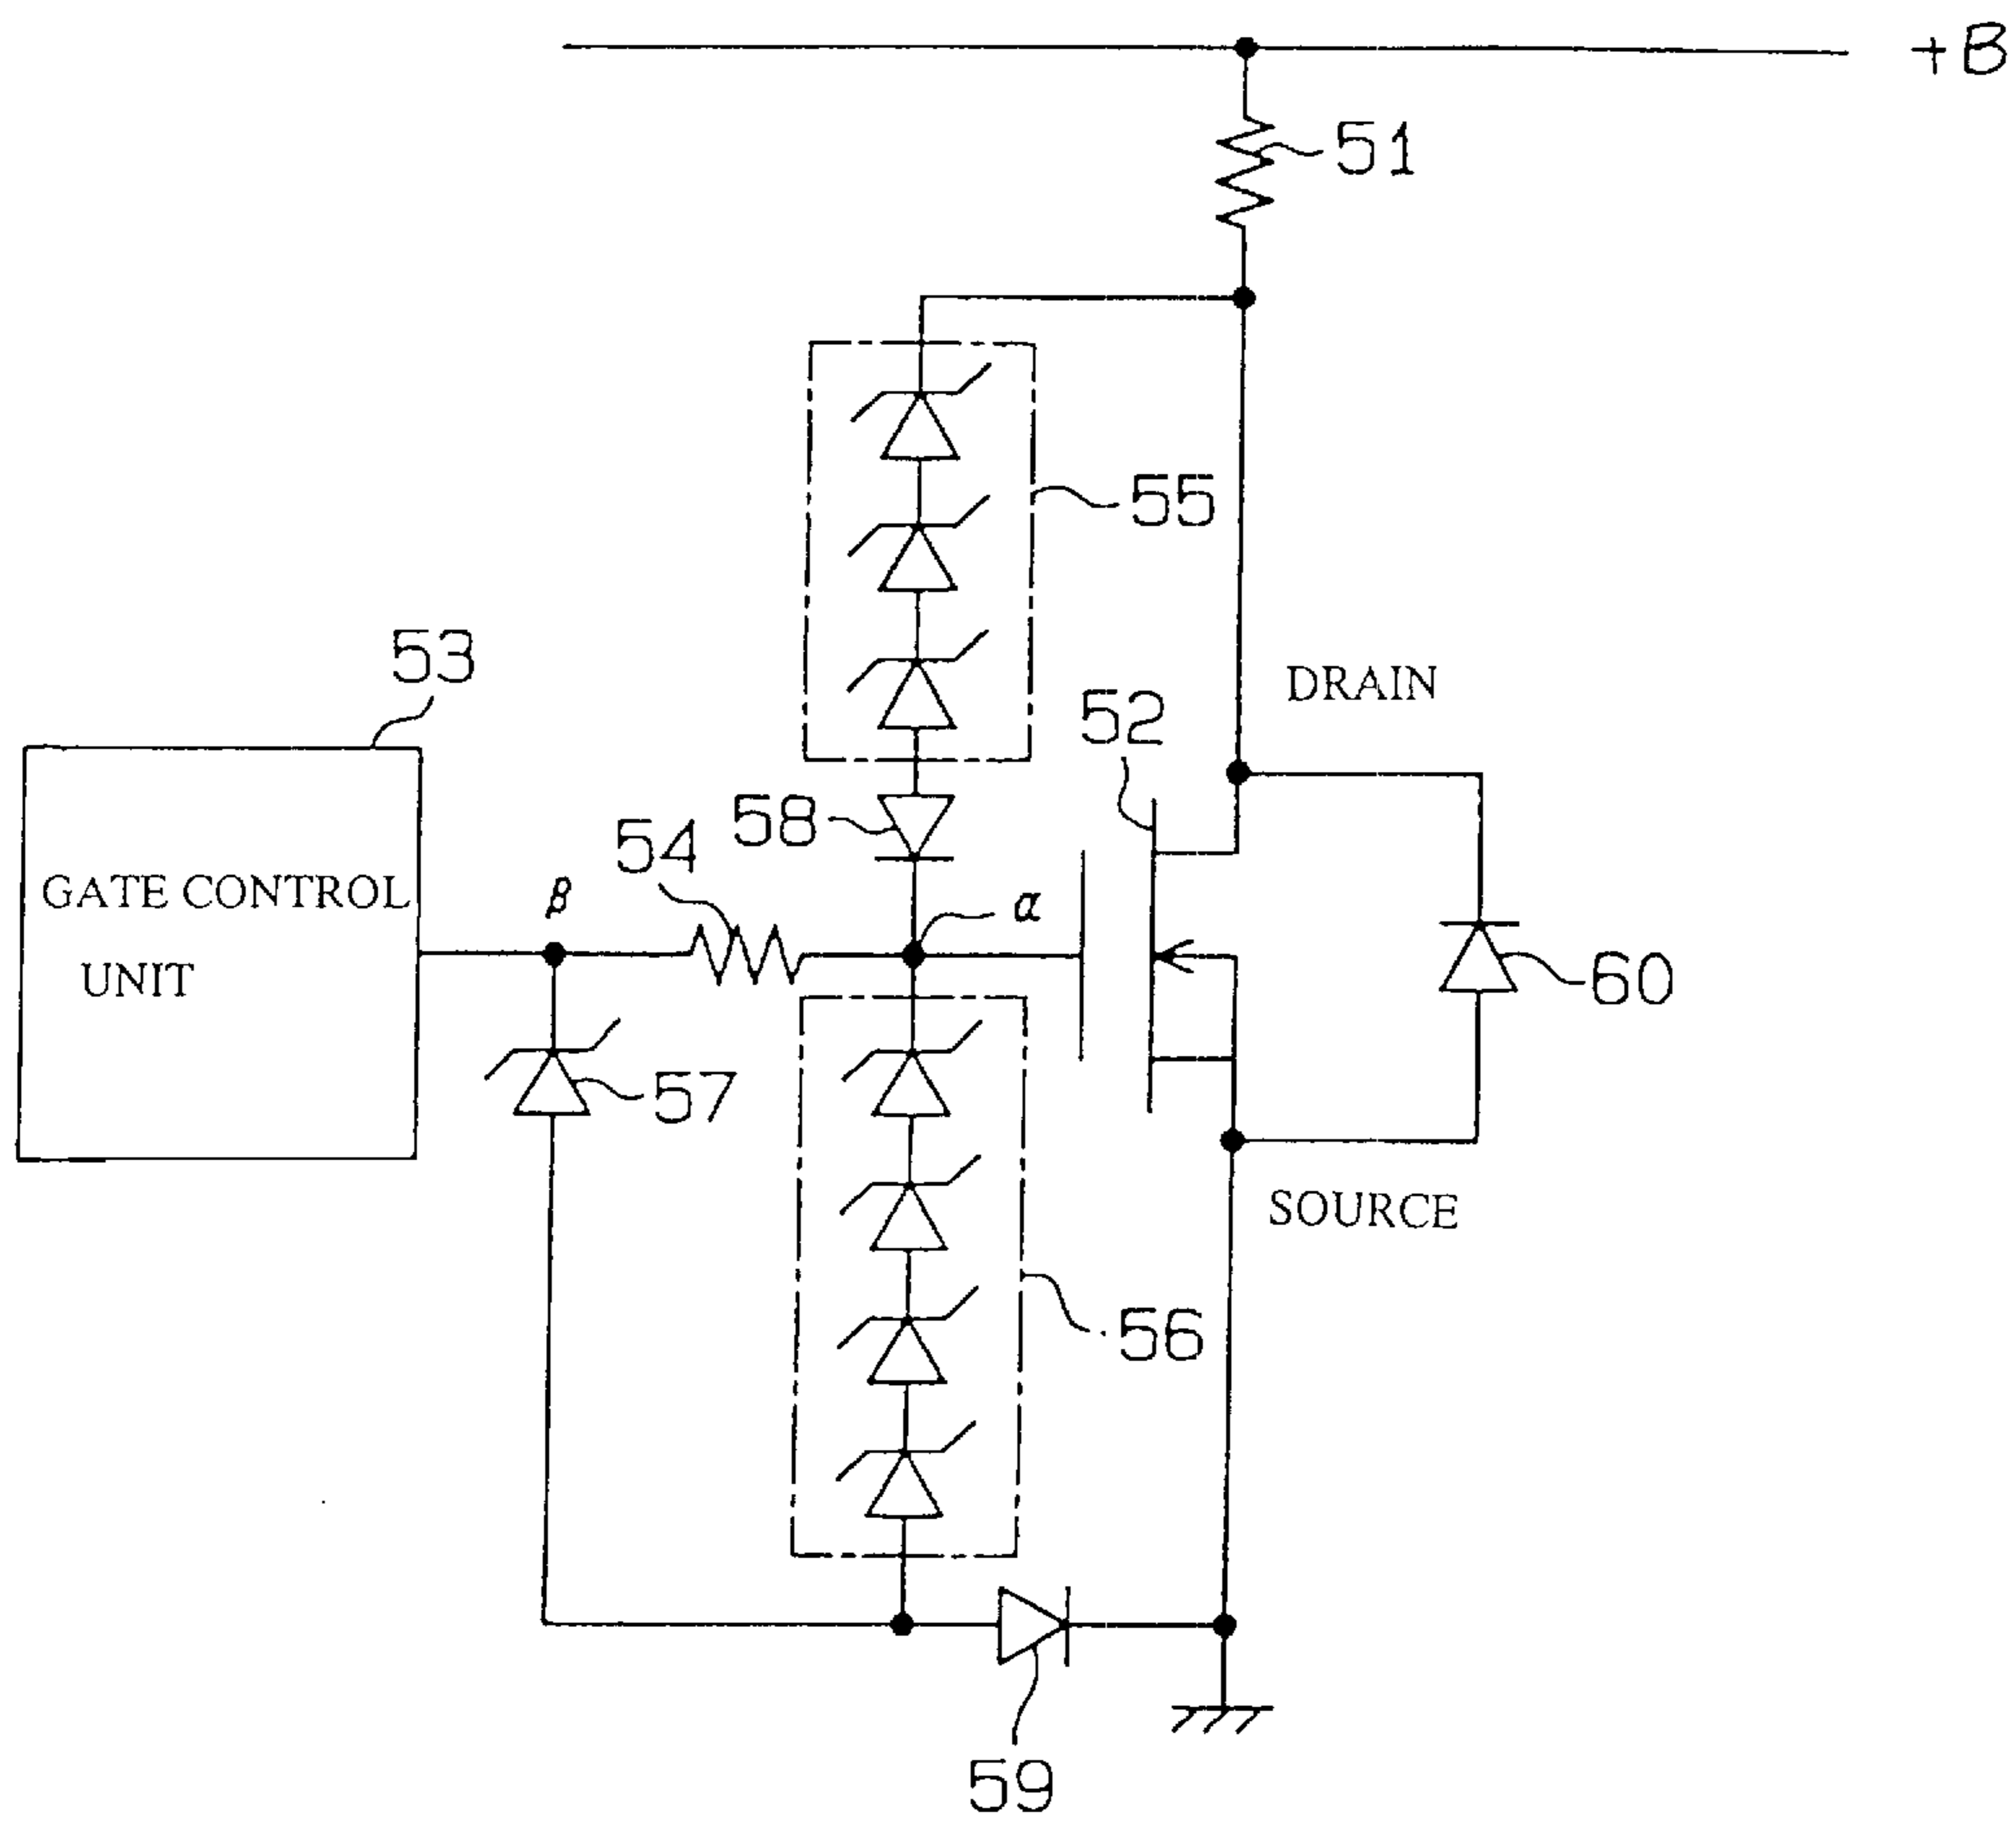 +B
51
55
53
DRAIN
52
58
54
GATE CONTROL
UNIT
β
α
60
57
SOURCE
56
59